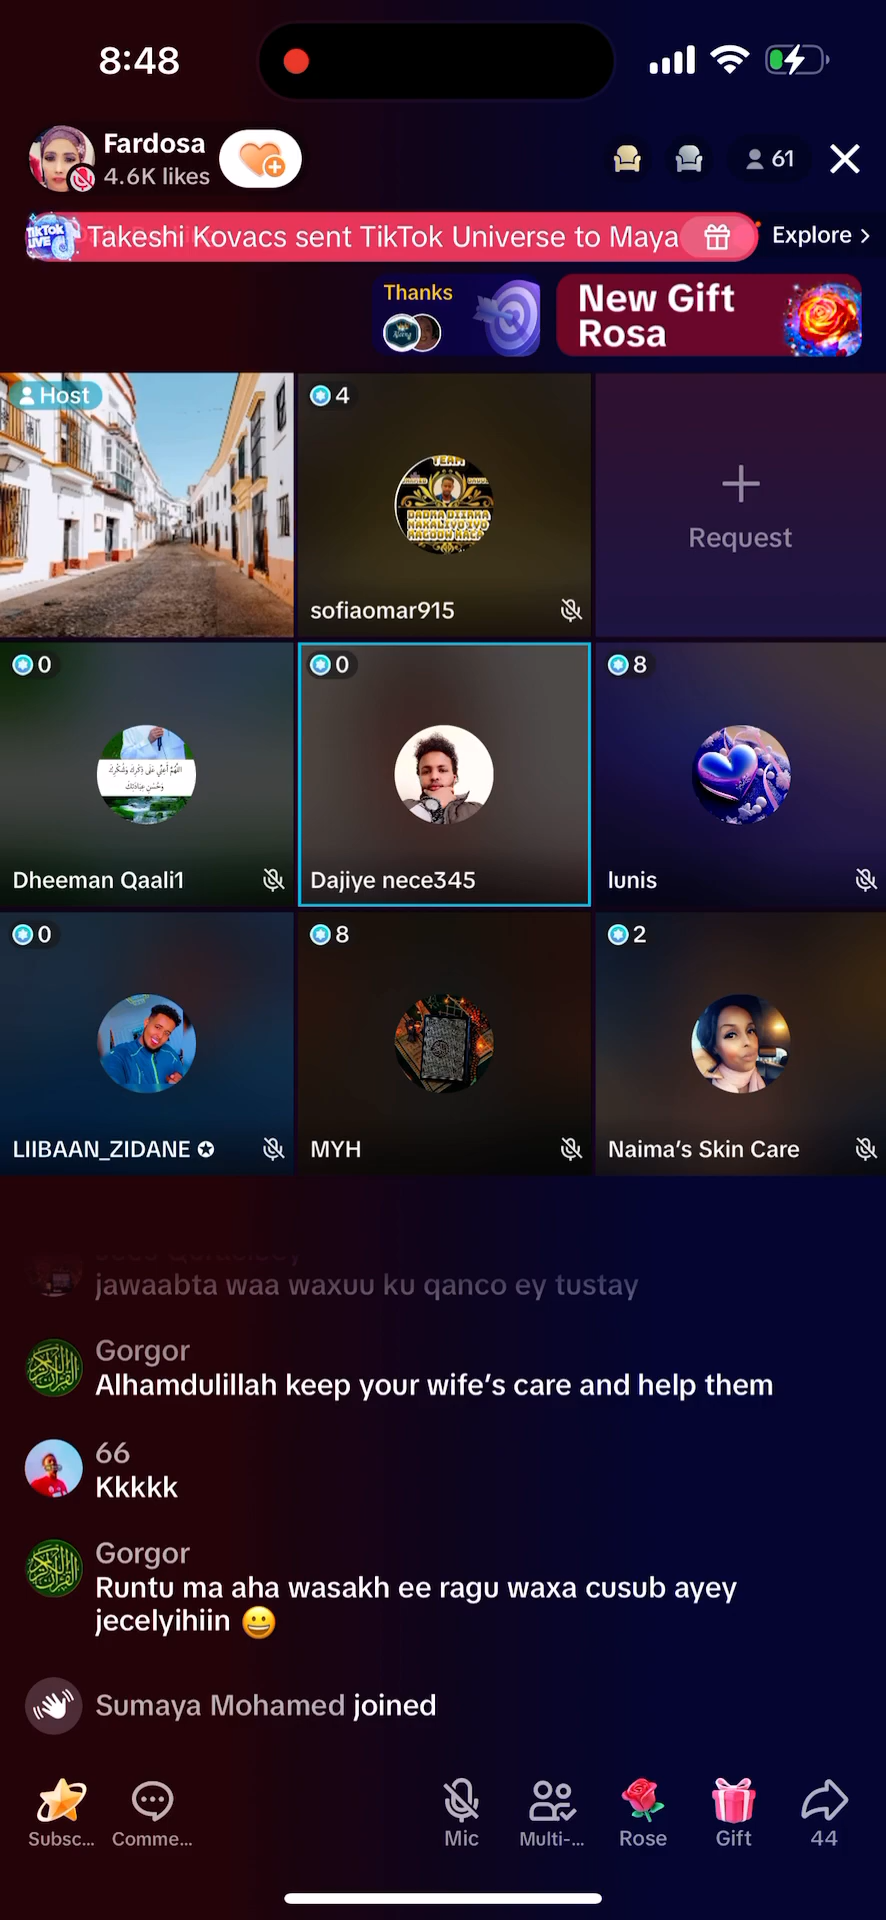 8:48
Fardosa
4.6K likes
61
Takeshi Kovacs sent TikTok Universe to Maya
Explore >
Thanks
New Gift
Rosa
Host
4
TEAM
Request
sofiaomar915
0
0
8
Dheeman Qaali1
Dajiye nece345
lunis
0
8
2
LIIBAAN_ZIDANE
MYH
Naima's Skin Care
jawaabta waa waxuu ku qanco ey tustay
Gorgor
Alhamdulillah keep your wife's care and help them
66
Kkkkk
Gorgor
Runtu ma aha wasakh ee ragu waxa cusub ayey
jecelyihiin 😀
Sumaya Mohamed joined
Subsc...
Comme...
Mic
Multi-...
Rose
Gift
44